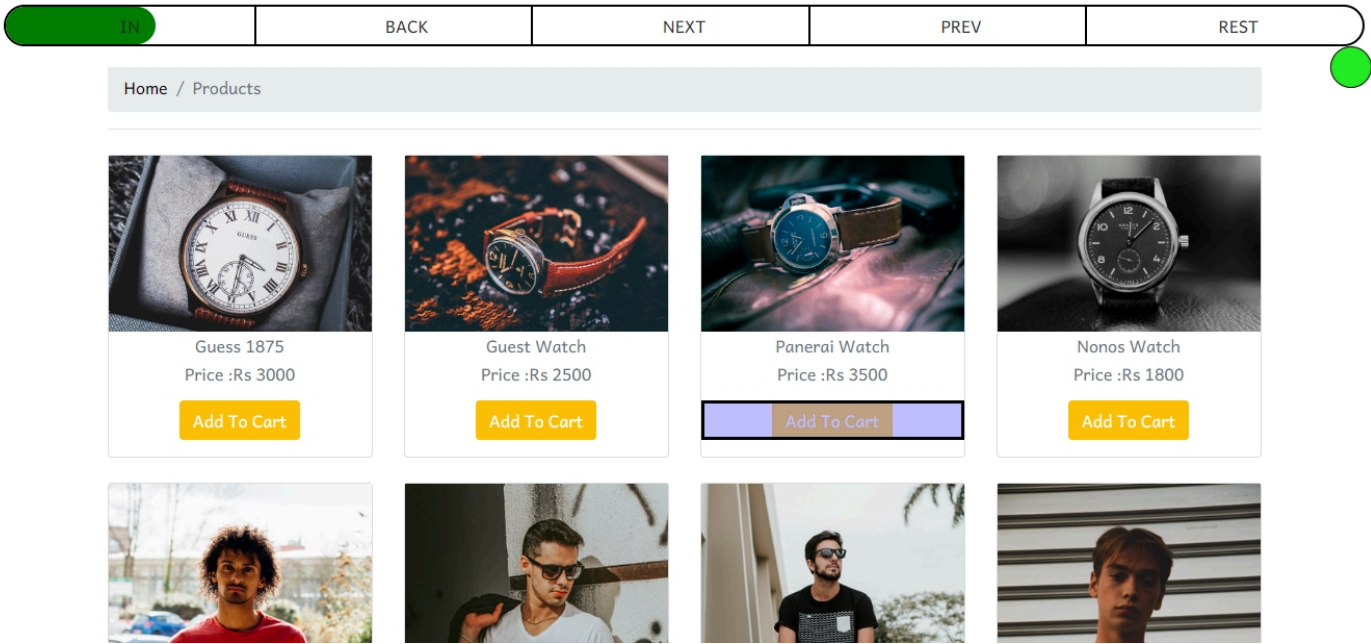 IN BACK NEXT PREV REST
Home / Products
Guess 1875 Guest Watch Panerai Watch Nonos Watch
Price :Rs 3000 Price :Rs 2500 Price :Rs 3500 Price :Rs 1800
Add To Cart Add To Cart Add To Cart Add To Cart